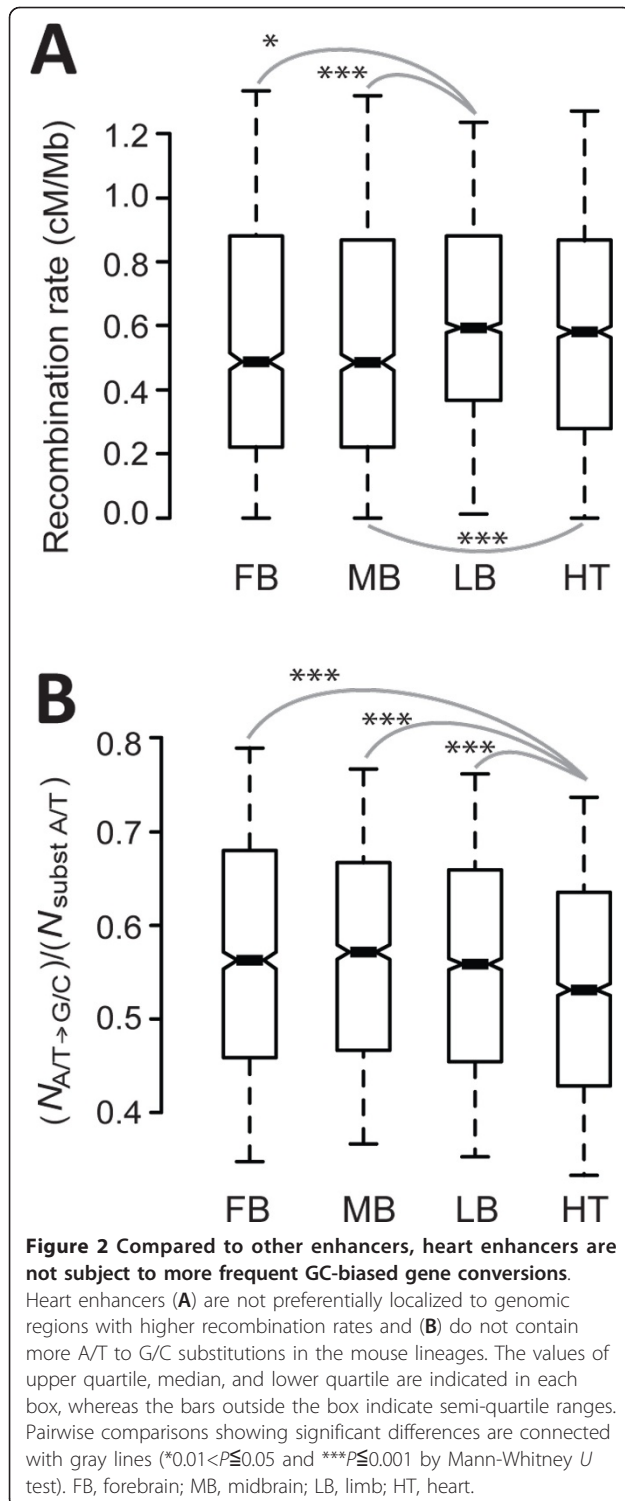 A
*
***
Recombination rate (cM/Mb)
1.2
1.0
0.8
0.6
0.4
0.2
0.0
***
FB MB LB HT
B
***
***
***
(N A/T→G/C)/(N subst A/T)
0.8
0.7
0.6
0.5
0.4
FB MB LB HT
Figure 2 Compared to other enhancers, heart enhancers are
not subject to more frequent GC-biased gene conversions.
Heart enhancers (A) are not preferentially localized to genomic
regions with higher recombination rates and (B) do not contain
more A/T to G/C substitutions in the mouse lineages. The values of
upper quartile, median, and lower quartile are indicated in each
box, whereas the bars outside the box indicate semi-quartile ranges.
Pairwise comparisons showing significant differences are connected
with gray lines (*0.01<P≦0.05 and ***P≦0.001 by Mann-Whitney U
test). FB, forebrain; MB, midbrain; LB, limb; HT, heart.